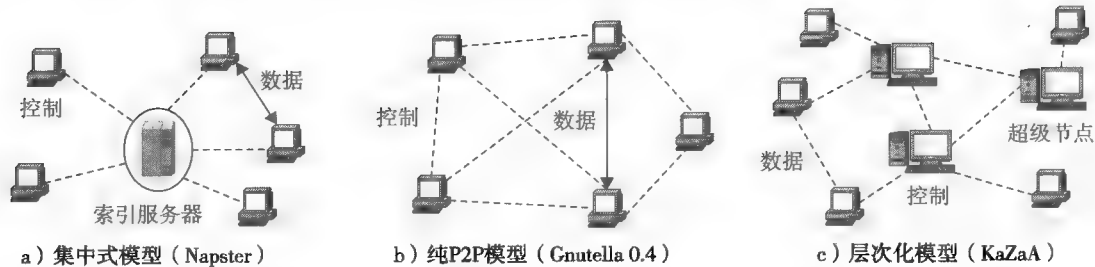 控制
数据
索引服务器
a）集中式模型（Napster）
控制
数据
b）纯P2P模型（Gnutella 0.4）
超级节点
数据
控制
c）层次化模型（KaZaA）